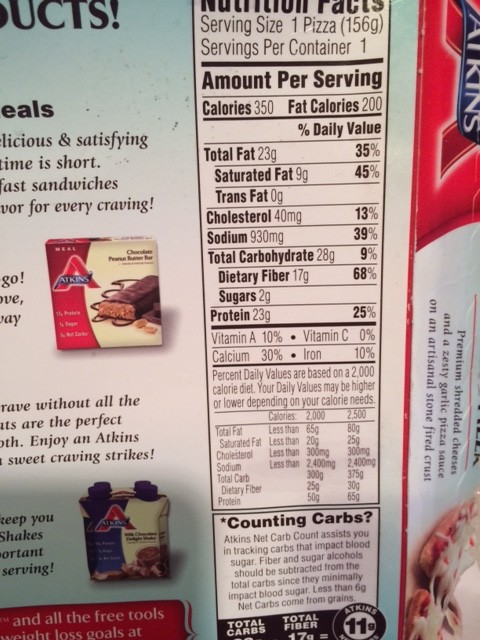 DUCTS!
eals
elicious & satisfying
time is short.
fast sandwiches
vor for every craving!
MEAL
Chocolate
Peanut Butter Bar
ATKINS
go!
ove,
way
rave without all the
uts are the perfect
oth. Enjoy an Atkins
sweet craving strikes!
ATKINS
Milk Chocolate
Delight Shake
keep you
Shakes
portant
serving!
and all the free tools
weight loss goals at
Nutrition Facts
Serving Size 1 Pizza (156g)
Servings Per Container 1
Amount Per Serving
Calories 350 Fat Calories 200
% Daily Value
Total Fat 23g 35%
Saturated Fat 9g 45%
Trans Fat 0g
Cholesterol 40mg 13%
Sodium 930mg 39%
Total Carbohydrate 28g 9%
Dietary Fiber 17g 68%
Sugars 2g
Protein 23g 25%
Vitamin A 10% • Vitamin C 0%
Calcium 30% • Iron 10%
Percent Daily Values are based on a 2,000
calorie diet. Your Daily Values may be higher
or lower depending on your calorie needs.
Calories: 2,000 2,500
Total Fat Less than 65g 80g
Saturated Fat Less than 20g 25g
Cholesterol Less than 300mg 300mg
Sodium Less than 2,400mg 2,400mg
Total Carb 300g 375g
Dietary Fiber 25g 30g
Protein 50g 65g
*Counting Carbs?
Atkins Net Carb Count assists you
in tracking carbs that impact blood
sugar. Fiber and sugar alcohols
should be subtracted from the
total carbs since they minimally
impact blood sugar. Less than 6g
Net Carbs come from grains.
TOTAL CARBS
TOTAL FIBER
17g =
ATKINS
11g
ATKINS
Premium shredded cheeses
and a zesty garlic pizza sauce
on an artisanal stone fired crust